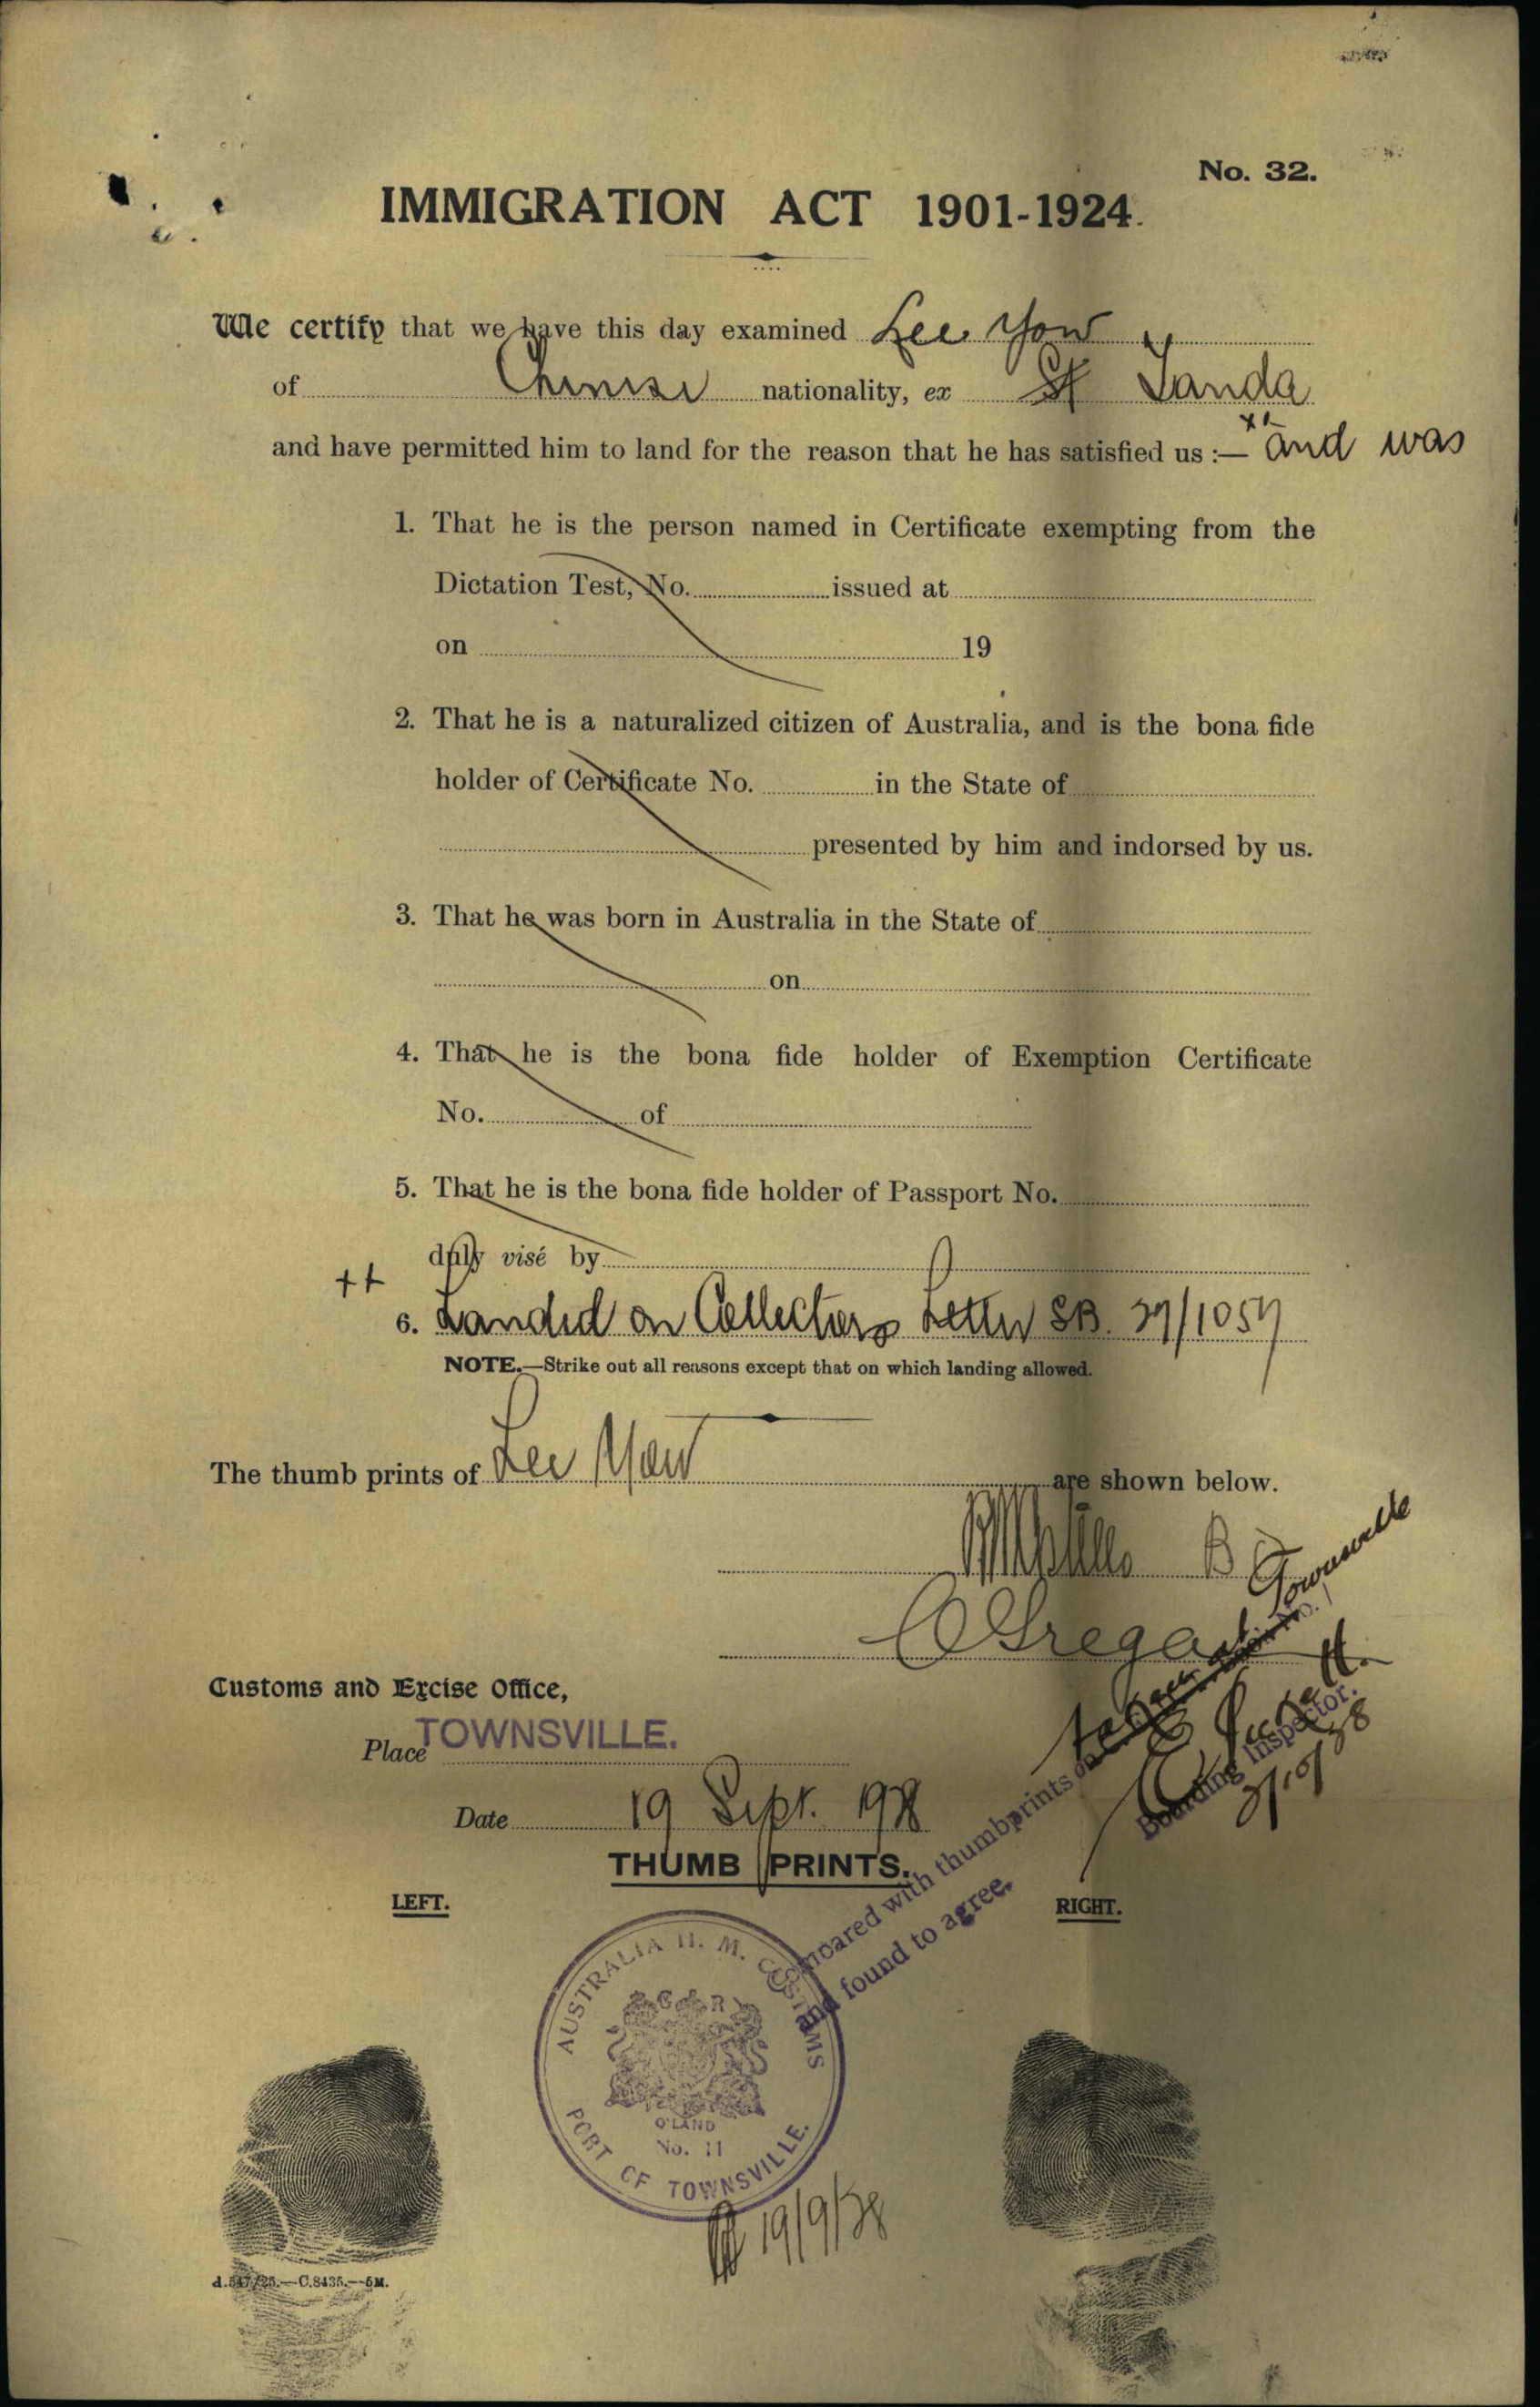 No. 32.
IMMIGRATION ACT 1901-1924.
We certify that we have this day examined Lee Yow
of Chinese nationality, ex St Tanda
and have permitted him to land for the reason that he has satisfied us :— and was
1. That he is the person named in Certificate exempting from the
Dictation Test, No. issued at
on 19
2. That he is a naturalized citizen of Australia, and is the bona fide
holder of Certificate No. in the State of
presented by him and indorsed by us.
3. That he was born in Australia in the State of
on
4. That he is the bona fide holder of Exemption Certificate
No. of
5. That he is the bona fide holder of Passport No.
duly visé by
6. Landed on Collectors Letter SB.
NOTE.—Strike out all reasons except that on which landing allowed.
The thumb prints of Lee Yow are shown below.
Townsville
Customs and Excise Office,
Place TOWNSVILLE.
Boarding Inspector.
Date 19 Sept. 1938
THUMB PRINTS.
Compared with thumbprints on
and found to agree.
LEFT.
RIGHT.
AUSTRALIA H. M. CUSTOMS
G R
Q'LAND
No. 11
PORT OF TOWNSVILLE.
19/9/38
C.8435.—5M.